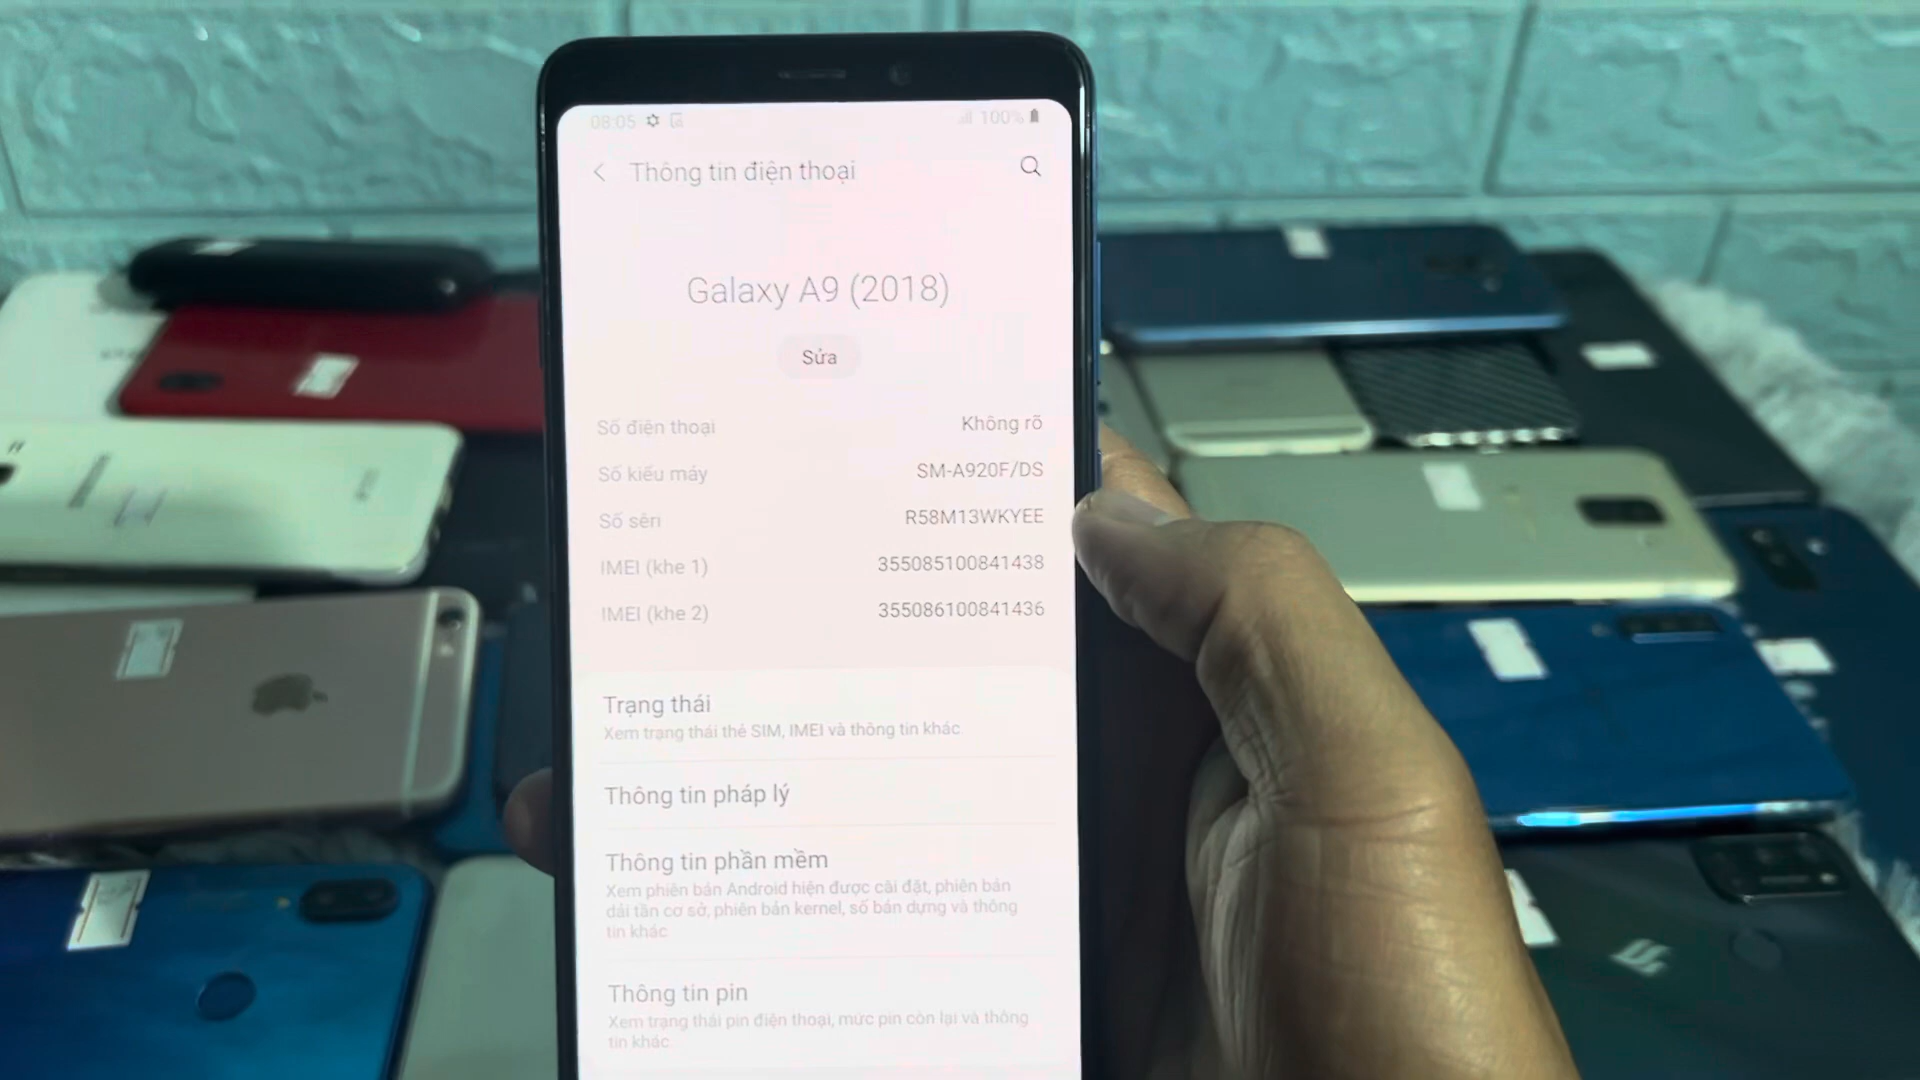 08:05
100%
Thông tin điện thoại
Galaxy A9 (2018)
Sửa
Số điện thoại Không rõ
Số kiểu máy SM-A920F/DS
Số sêri R58M13WKYEE
IMEI (khe 1) 355085100841438
IMEI (khe 2) 355086100841436
Trạng thái
Xem trạng thái thẻ SIM, IMEI và thông tin khác.
Thông tin pháp lý
Thông tin phần mềm
Xem phiên bản Android hiện được cài đặt, phiên bản
dải tần cơ sở, phiên bản kernel, số bản dựng và thông
tin khác.
Thông tin pin
Xem trạng thái pin điện thoại, mức pin còn lại và thông
tin khác.